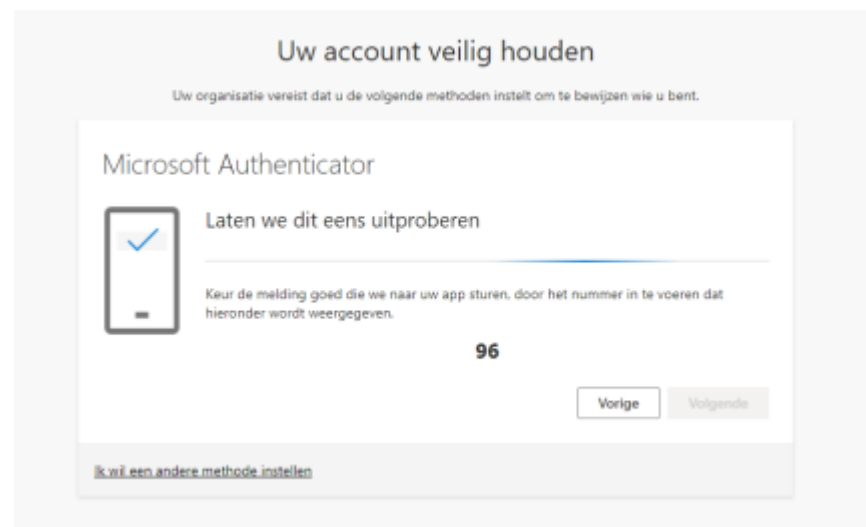 Uw account veilig houden
Uw organisatie vereist dat u de volgende methoden instelt om te bewijzen wie u bent.
Microsoft Authenticator
Laten we dit eens uitproberen
Keur de melding goed die we naar uw app sturen, door het nummer in te voeren dat
hieronder wordt weergegeven.
96
Vorige
Volgende
Ik wil een andere methode instellen